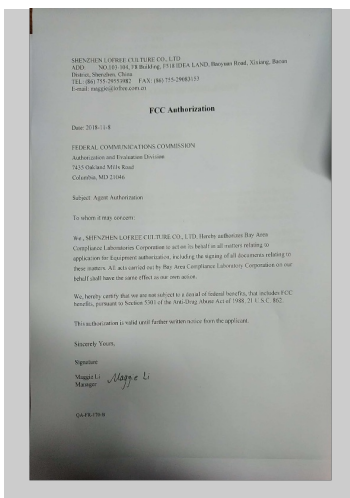 SHENZHEN LOFREE CULTURE CO., LTD
ADD. NO.103-104, F8 Building, F518 IDEA LAND, Baoyuan Road, Xixiang, Baoan
District, Shenzhen, China
TEL: (86) 755-29553982 FAX: (86) 755-29083153
E-mail: maggie@lofree.com.cn
FCC Authorization
Date: 2018-11-8
FEDERAL COMMUNICATIONS COMMISSION
Authorization and Evaluation Division
7435 Oakland Mills Road
Columbia, MD 21046
Subject: Agent Authorization
To whom it may concern:
We , SHENZHEN LOFREE CULTURE CO., LTD, Hereby authorizes Bay Area
Compliance Laboratories Corporation to act on its behalf in all matters relating to
application for Equipment authorization, including the signing of all documents relating to
these matters. All acts carried out by Bay Area Compliance Laboratory Corporation on our
behalf shall have the same effect as our own action.
We, hereby certify that we are not subject to a denial of federal benefits, that includes FCC
benefits, pursuant to Section 5301 of the Anti-Drag Abuse Act of 1988, 21 U.S.C. 862.
This authorization is valid until further written notice from the applicant.
Sincerely Yours,
Signature
Maggie Li Maggie Li
Manager